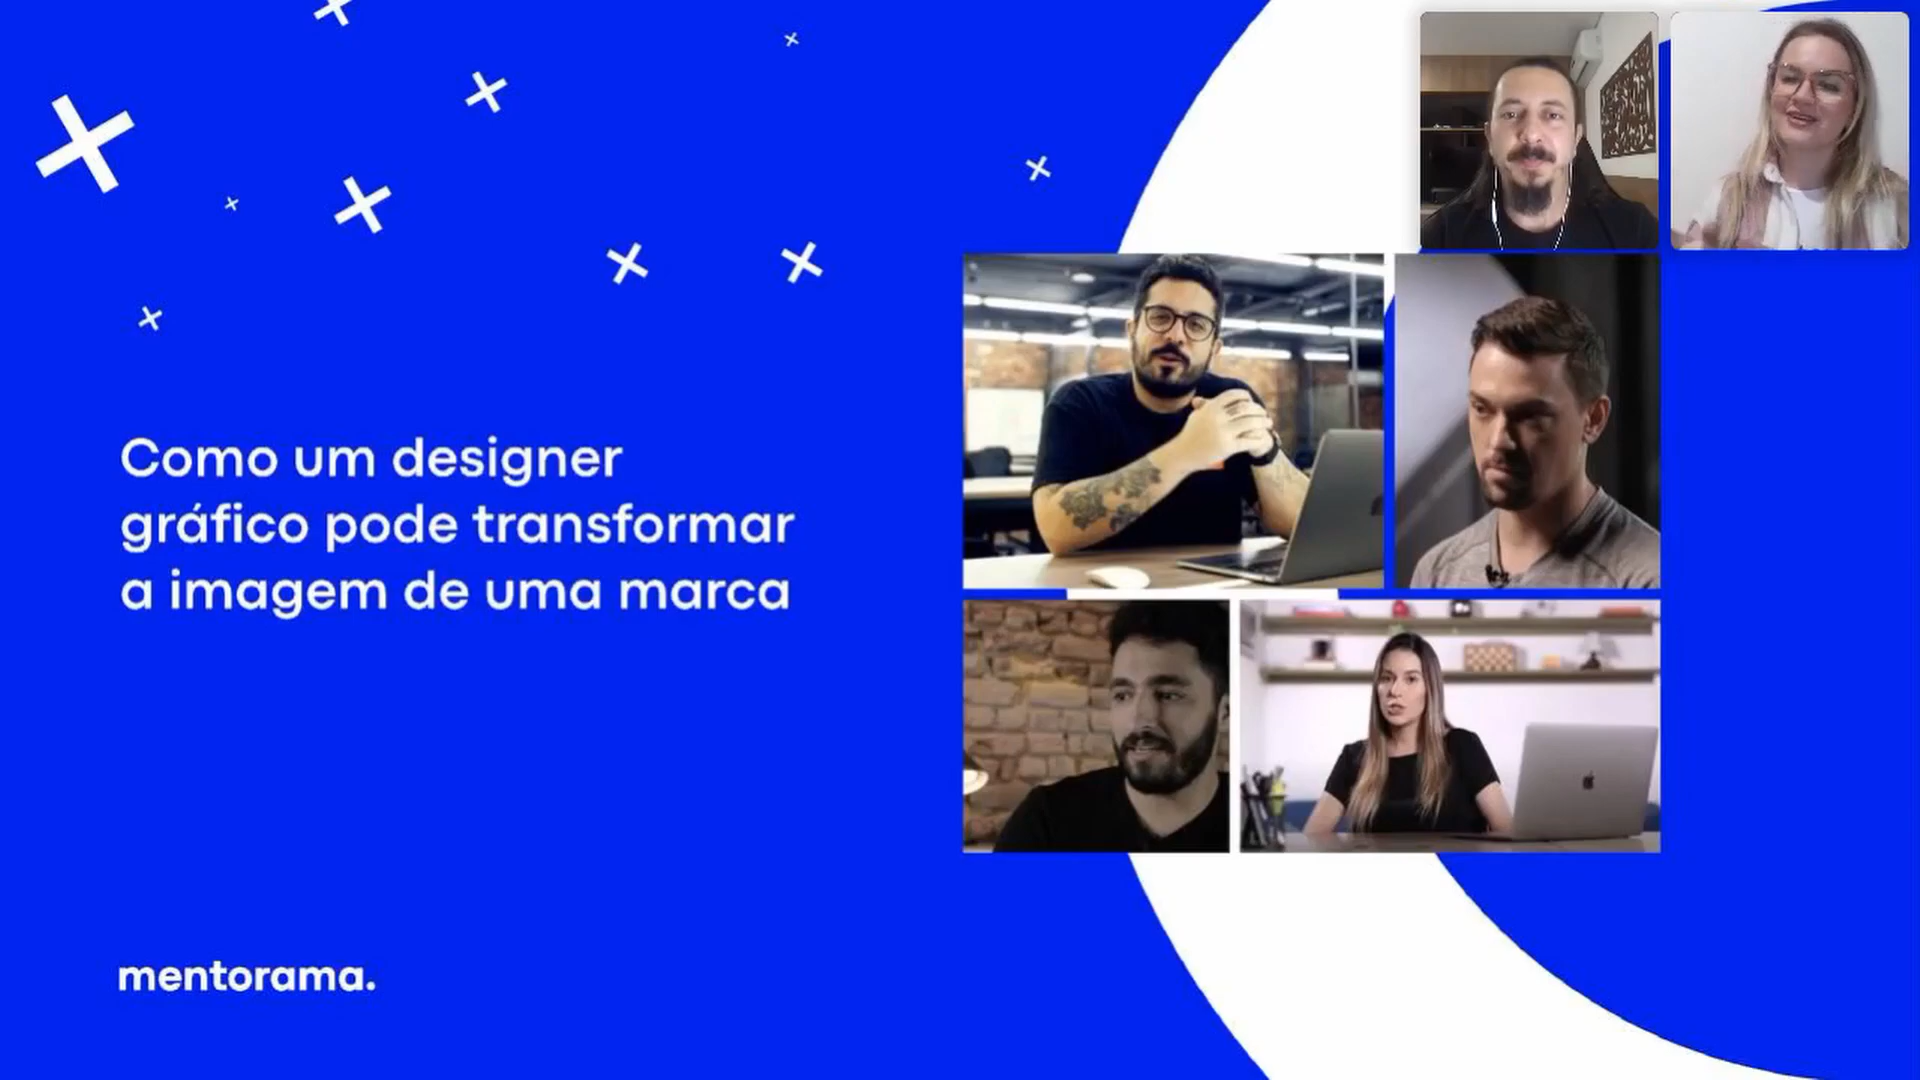 Como um designer
gráfico pode transformar
a imagem de uma marca
mentorama.